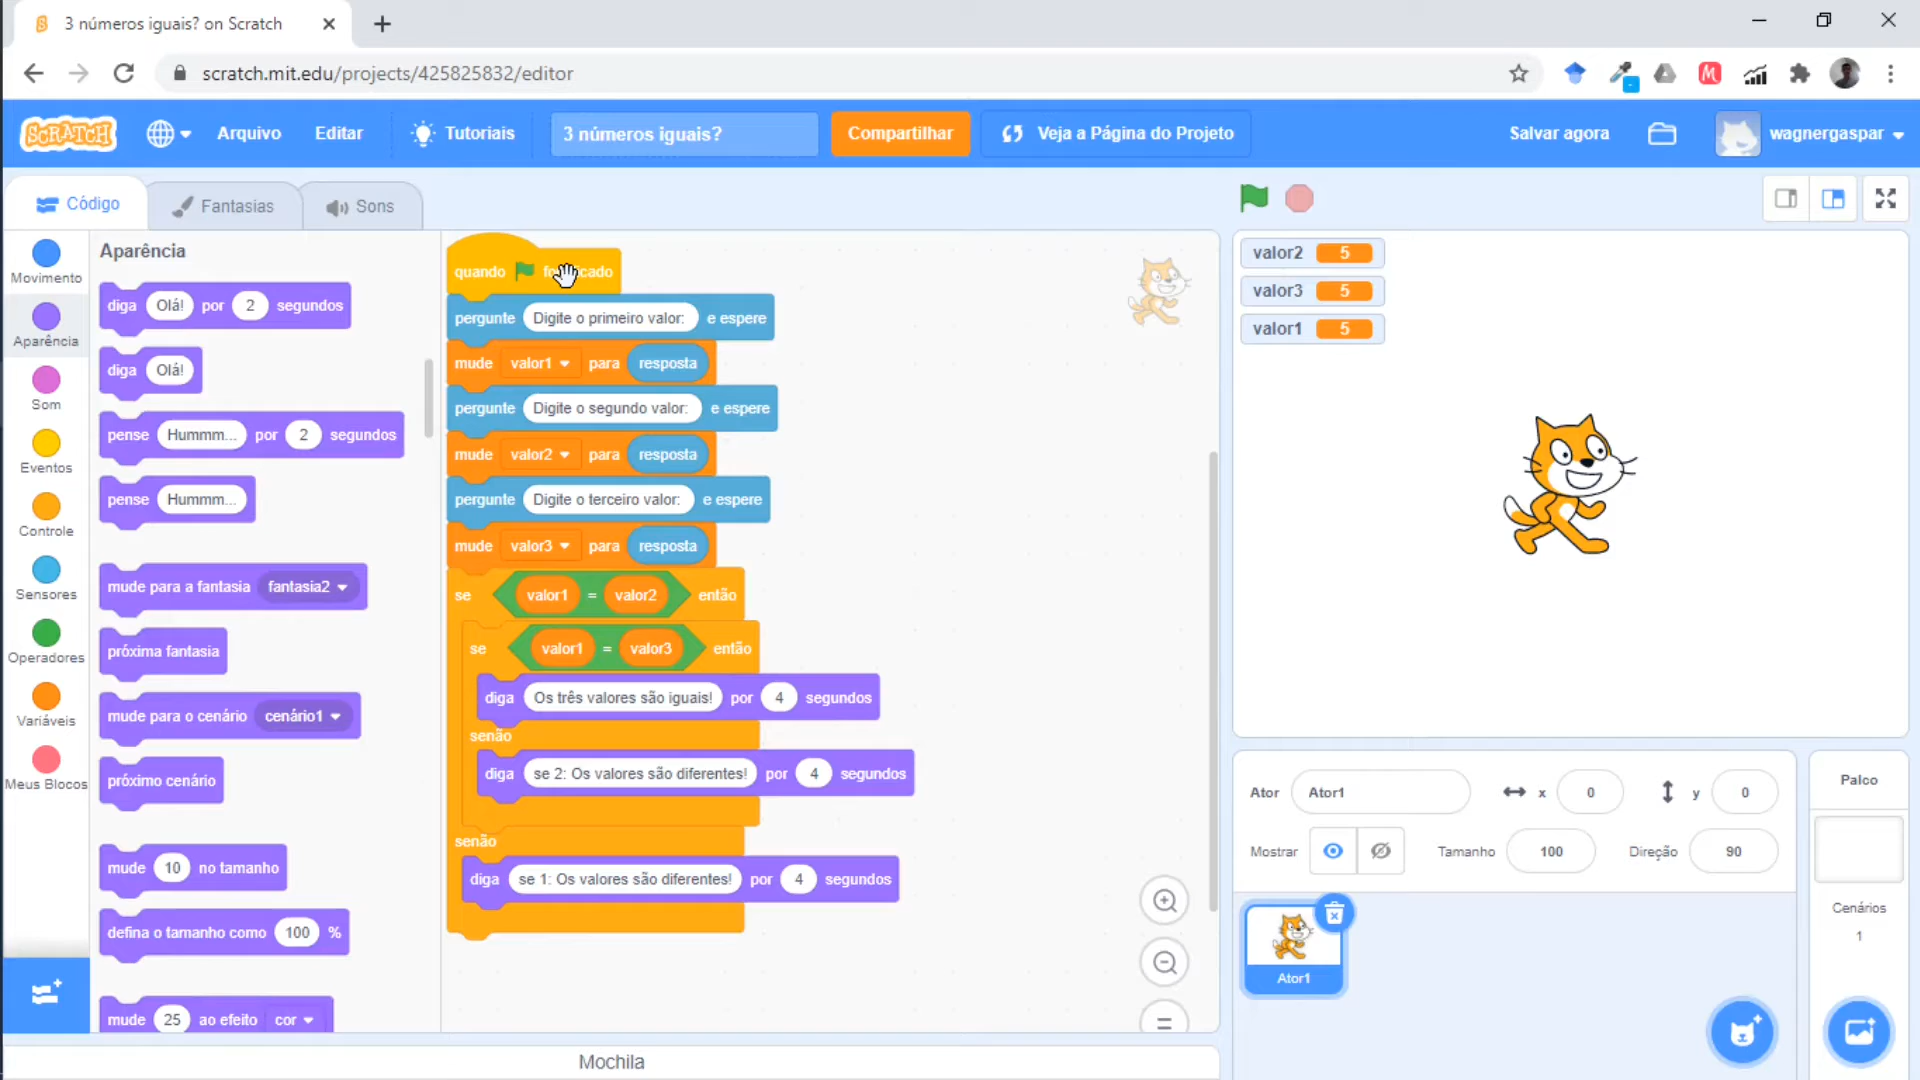 3 números iguais? on Scratch
scratch.mit.edu/projects/425825832/editor
SCRATCH
Arquivo
Editar
Tutoriais
3 números iguais?
Compartilhar
Veja a Página do Projeto
Salvar agora
wagnergaspar
Código
Fantasias
Sons
Movimento
Aparência
Som
Eventos
Controle
Sensores
Operadores
Variáveis
Meus Blocos
Aparência
diga Olá! por 2 segundos
diga Olá!
pense Hummm... por 2 segundos
pense Hummm...
mude para a fantasia fantasia2
próxima fantasia
mude para o cenário cenário1
próximo cenário
mude 10 no tamanho
defina o tamanho como 100 %
mude 25 ao efeito cor
quando
pergunte Digite o primeiro valor: e espere
mude valor1 para resposta
pergunte Digite o segundo valor: e espere
mude valor2 para resposta
pergunte Digite o terceiro valor: e espere
mude valor3 para resposta
se valor1 = valor2 então
se valor1 = valor3 então
diga Os três valores são iguais! por 4 segundos
senão
diga se 2: Os valores são diferentes! por 4 segundos
senão
diga se 1: Os valores são diferentes! por 4 segundos
Mochila
valor2 5
valor3 5
valor1 5
Ator Ator1 x 0 y 0
Mostrar Tamanho 100 Direção 90
Ator1
Palco
Cenários
1